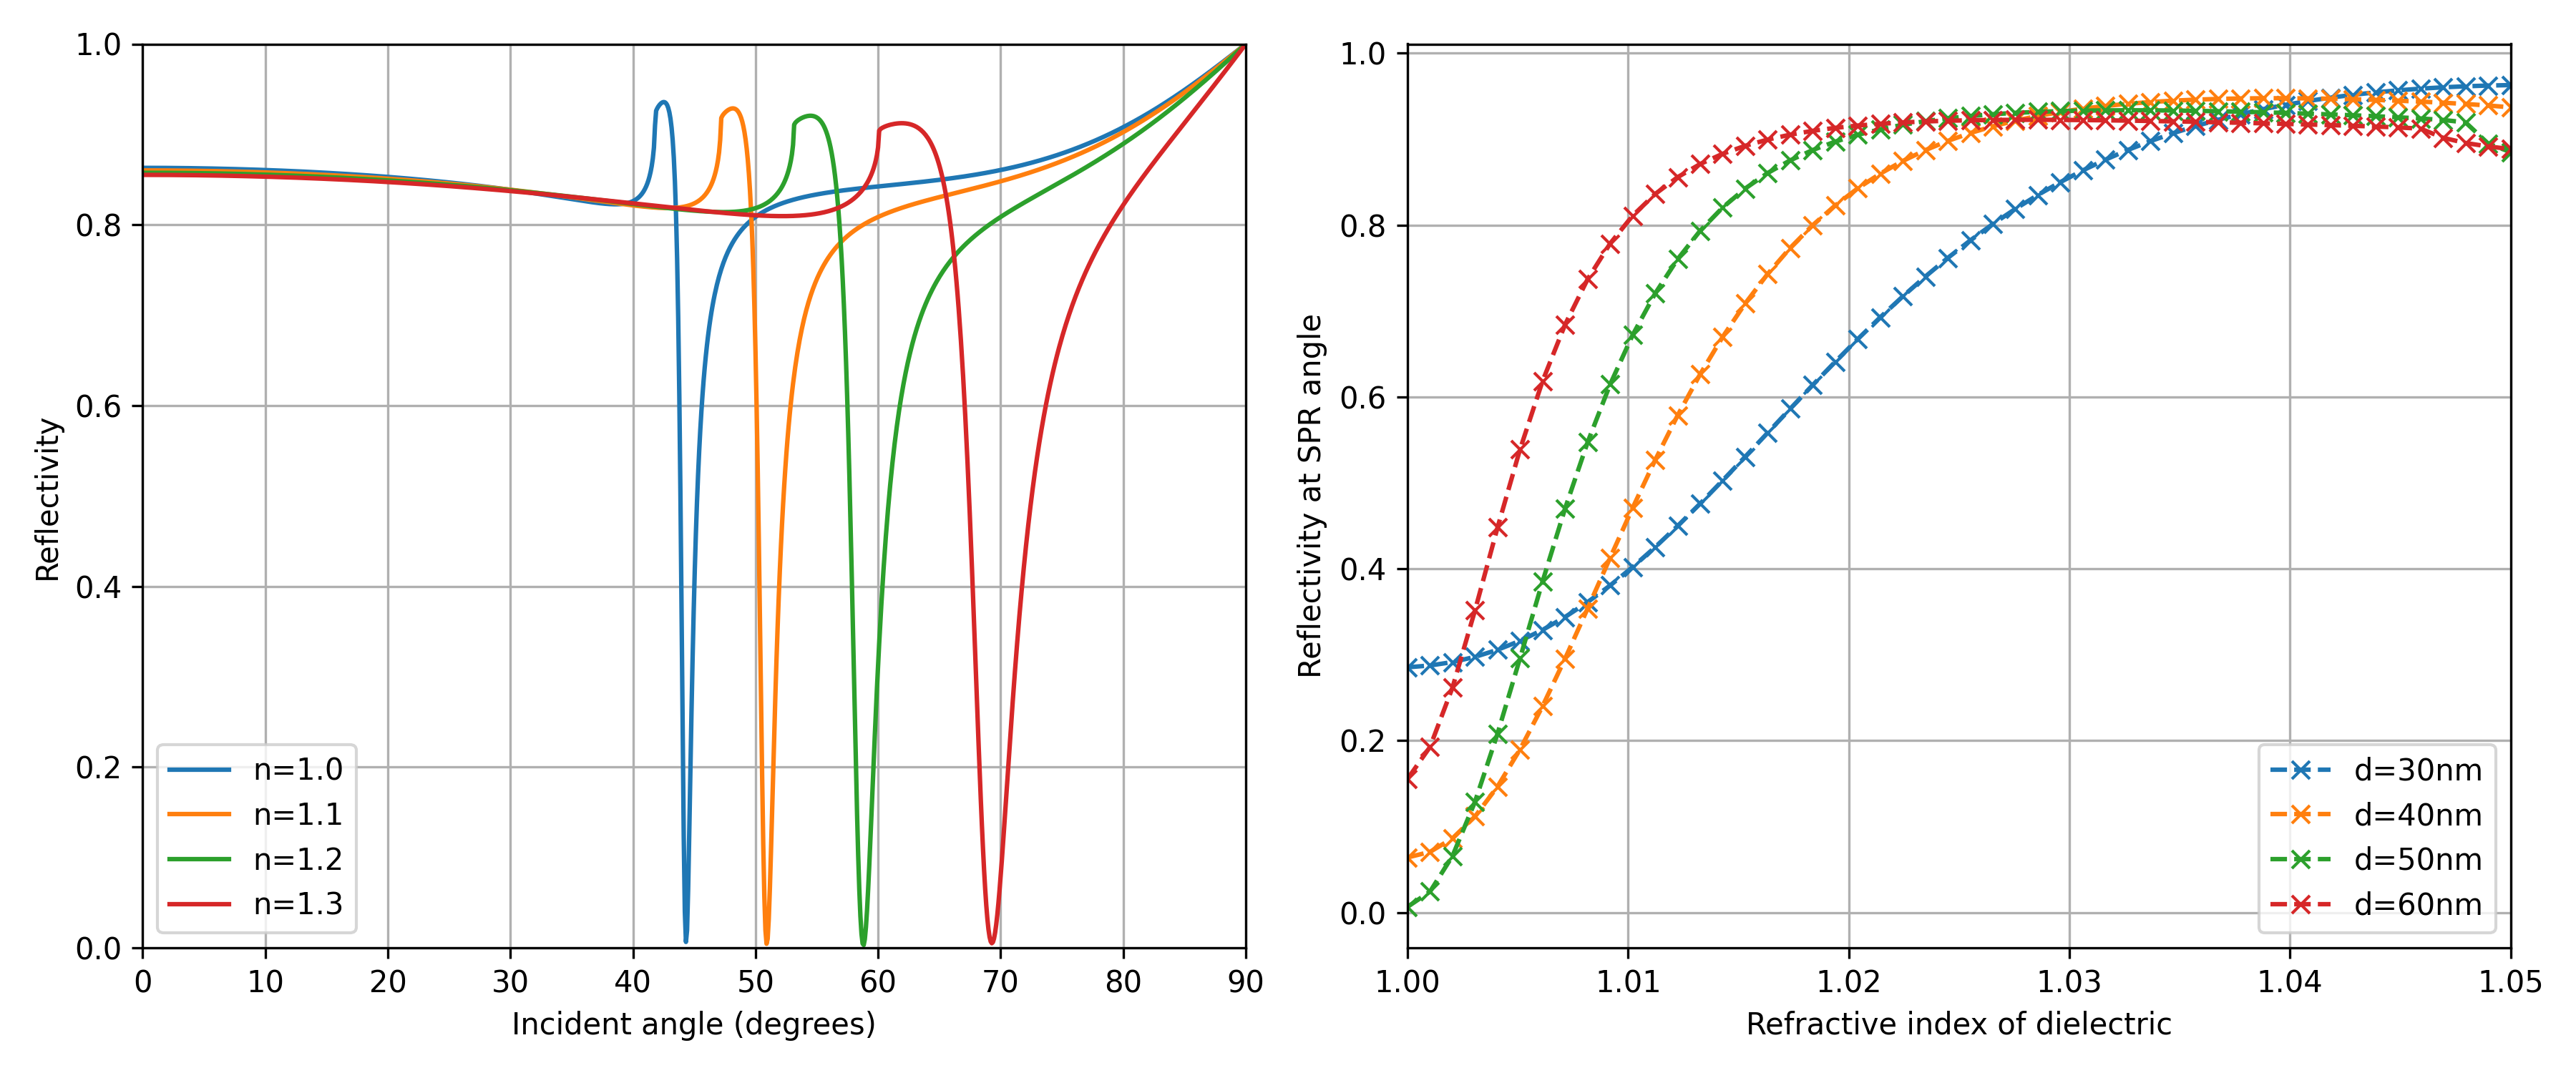 1.0
0.8
0.6
0.4
0.2
0.0
Reflectivity
n=1.0
n=1.1
n=1.2
n=1.3
0 10 20 30 40 50 60 70 80 90
Incident angle (degrees)
1.0
0.8
0.6
0.4
0.2
0.0
Reflectivity at SPR angle
d=30nm
d=40nm
d=50nm
d=60nm
1.00 1.01 1.02 1.03 1.04 1.05
Refractive index of dielectric